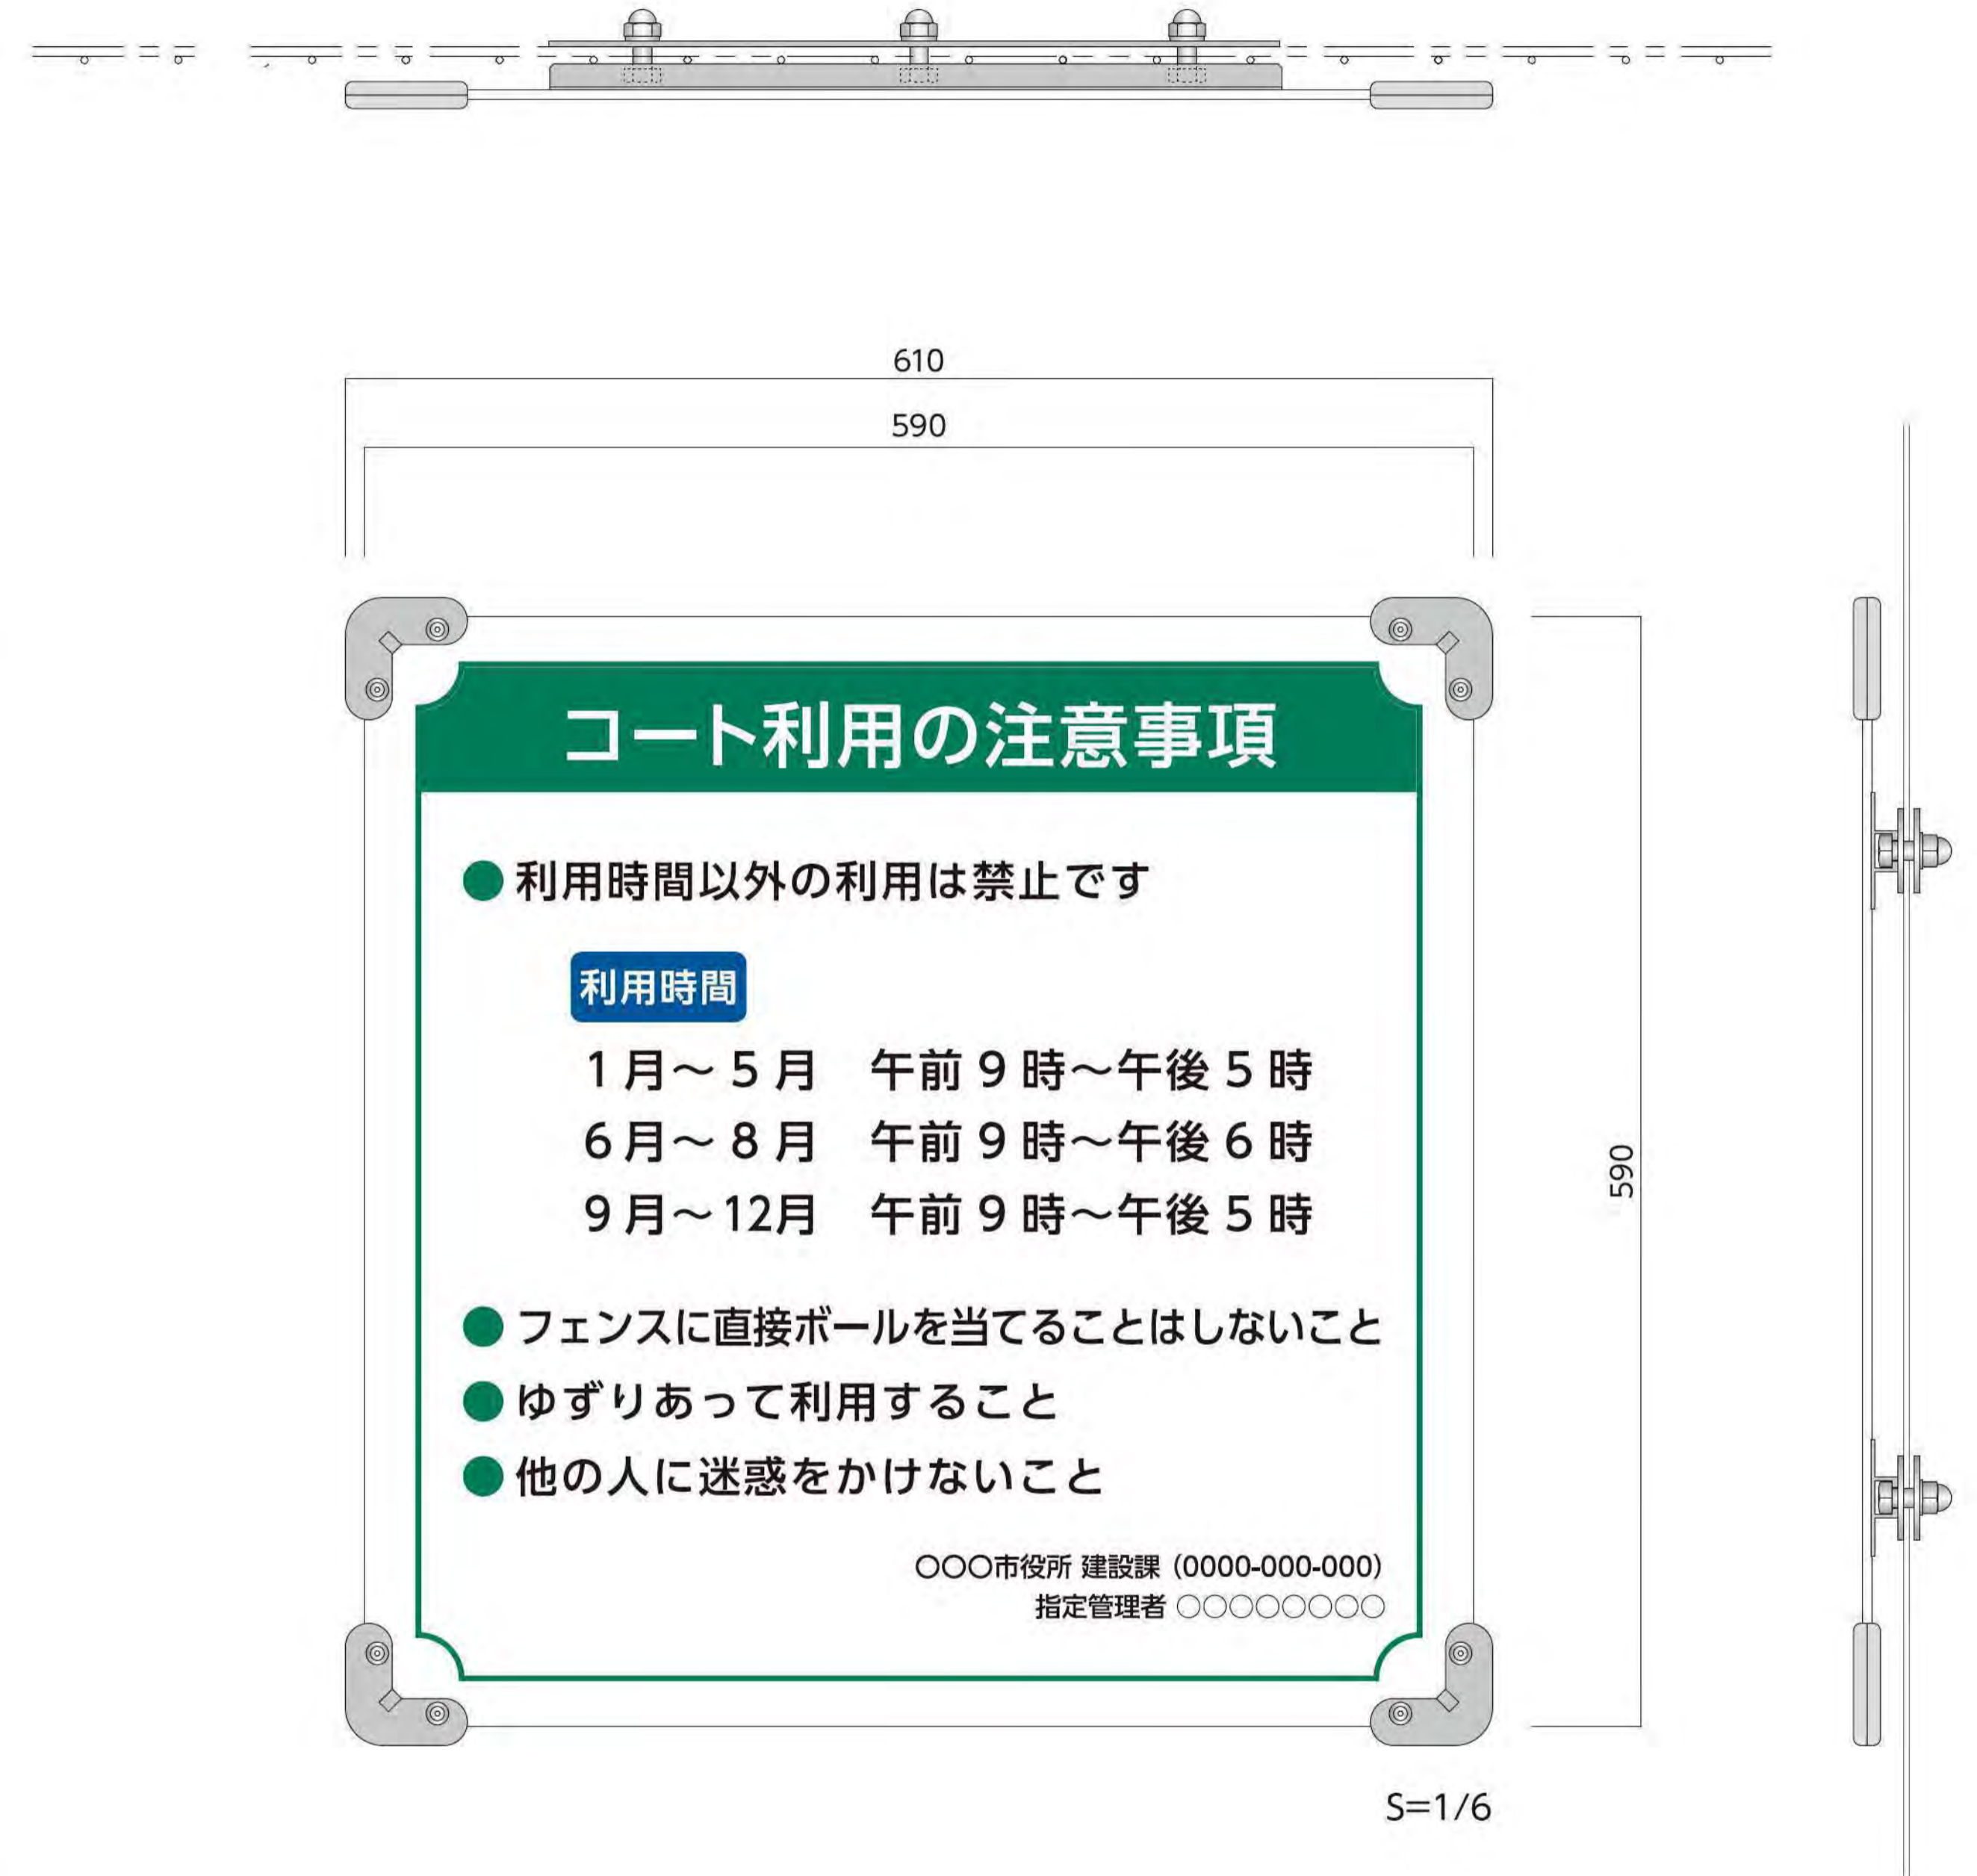 610
590
コート利用の注意事項
●利用時間以外の利用は禁止です
利用時間
1月～5月　午前9時～午後5時
6月～8月　午前9時～午後6時
9月～12月　午前9時～午後5時
590
●フェンスに直接ボールを当てることはしないこと
●ゆずりあって利用すること
●他の人に迷惑をかけないこと
○○○市役所 建設課（0000-000-000）
指定管理者 ○○○○○○○○
S=1/6